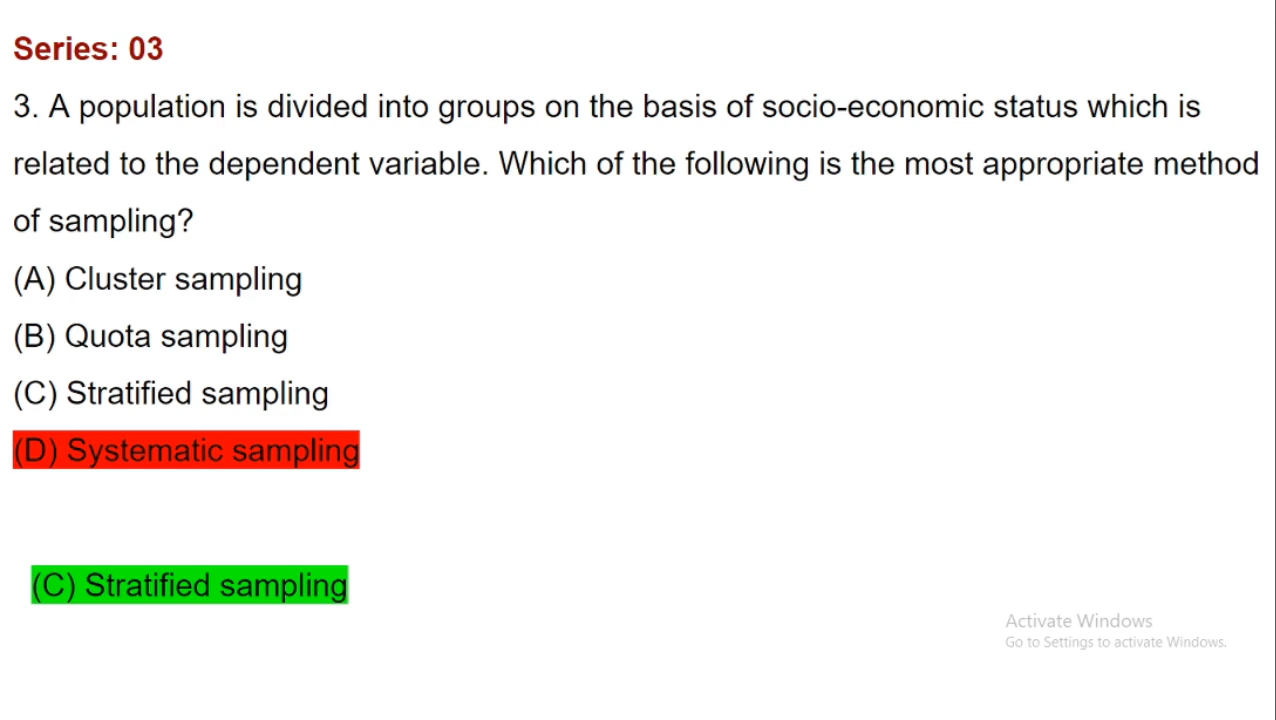 Series: 03
3. A population is divided into groups on the basis of socio-economic status which is
related to the dependent variable. Which of the following is the most appropriate method
of sampling?
(A) Cluster sampling
(B) Quota sampling
(C) Stratified sampling
(D) Systematic sampling
(C) Stratified sampling
Activate Windows
Go to Settings to activate Windows.